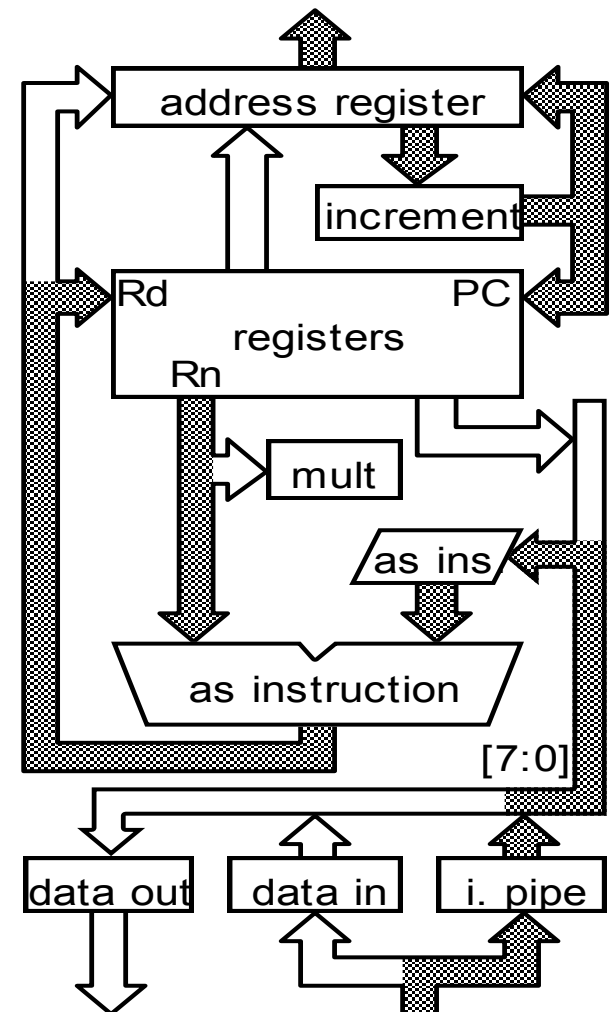 address register
increment
Rd
PC
registers
Rn
mult
as ins.
as instruction
[7:0]
data out
data in
i. pipe